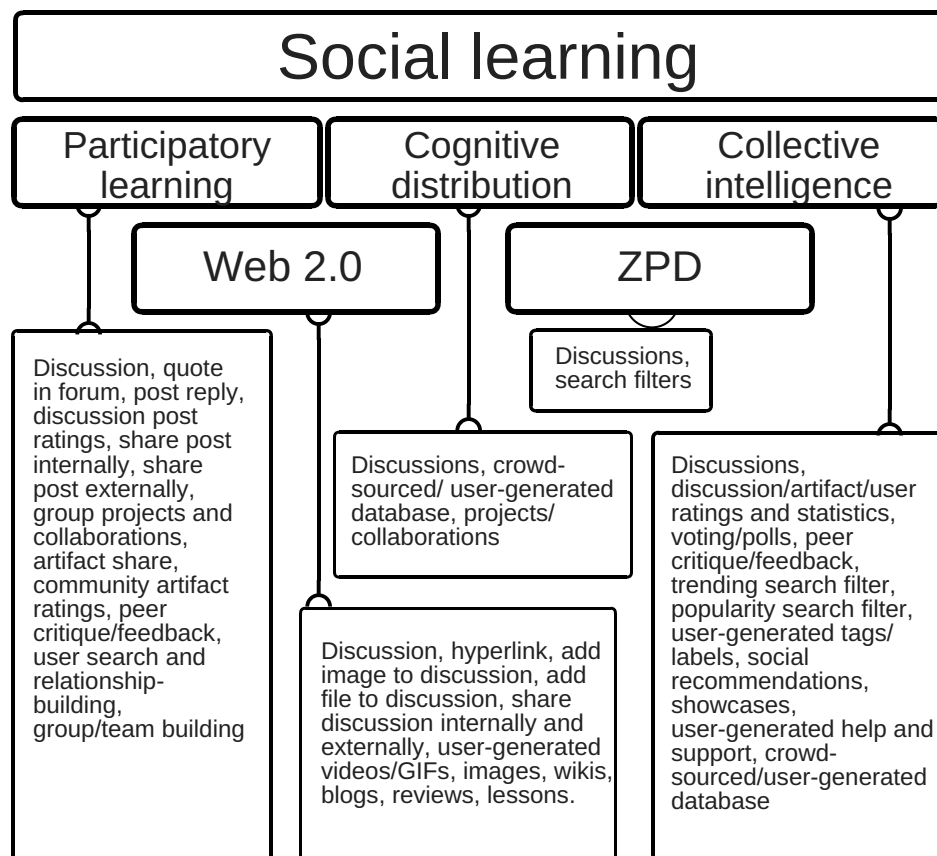 Social learning
Participatory
learning
Cognitive
distribution
Collective
intelligence
Web 2.0
ZPD
Discussion, quote
in forum, post reply,
discussion post
ratings, share post
internally, share
post externally,
group projects and
collaborations,
artifact share,
community artifact
ratings, peer
critique/feedback,
user search and
relationship-
building,
group/team building
Discussions,
search filters
Discussions, crowd-
sourced/ user-generated
database, projects/
collaborations
Discussions,
discussion/artifact/user
ratings and statistics,
voting/polls, peer
critique/feedback,
trending search filter,
popularity search filter,
user-generated tags/
labels, social
recommendations,
showcases,
user-generated help and
support, crowd-
sourced/user-generated
database
Discussion, hyperlink, add
image to discussion, add
file to discussion, share
discussion internally and
externally, user-generated
videos/GIFs, images, wikis,
blogs, reviews, lessons.